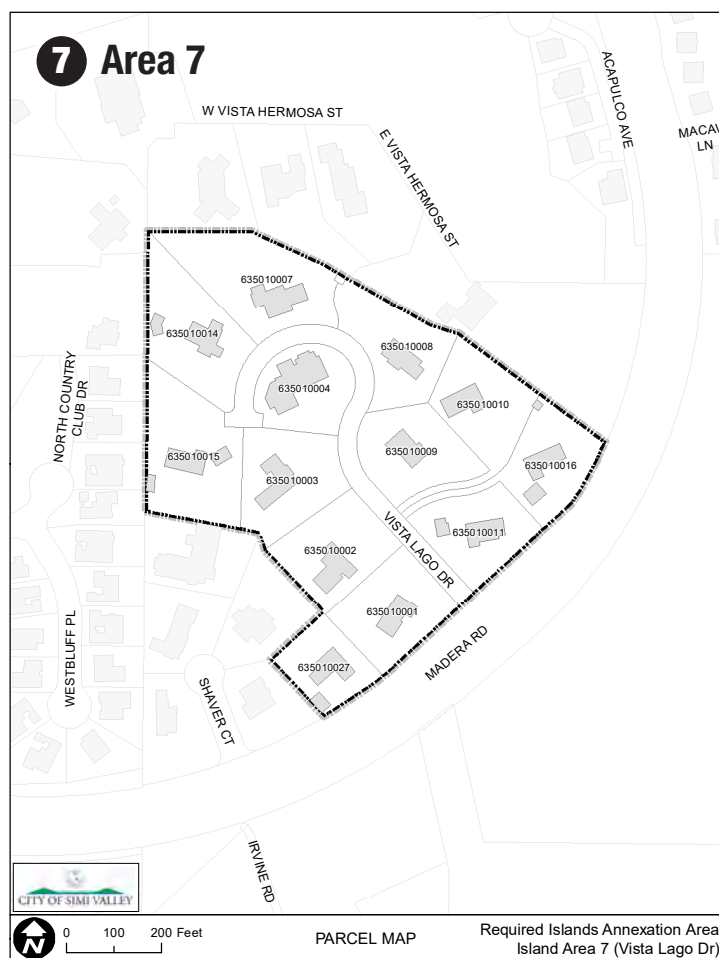 7 Area 7
W VISTA HERMOSA ST
E VISTA HERMOSA ST
ACAPULCO AVE
MACAW
LN
635010007
635010014
635010008
635010004
635010010
NORTH COUNTRY
CLUB DR
635010009
635010015
635010016
635010003
635010011
VISTA LAGO DR
635010002
635010001
635010027
MADERA RD
WESTBLUFF PL
SHAVER CT
IRVINE RD
CITY OF SIMI VALLEY
N
0 100 200 Feet
PARCEL MAP
Required Islands Annexation Area
Island Area 7 (Vista Lago Dr)